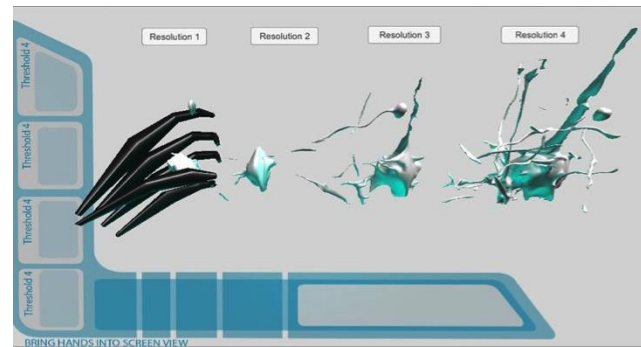 Resolution 1
Resolution 2
Resolution 3
Resolution 4
Threshold 4
Threshold 4
Threshold 4
Threshold 4
BRING HANDS INTO SCREEN VIEW